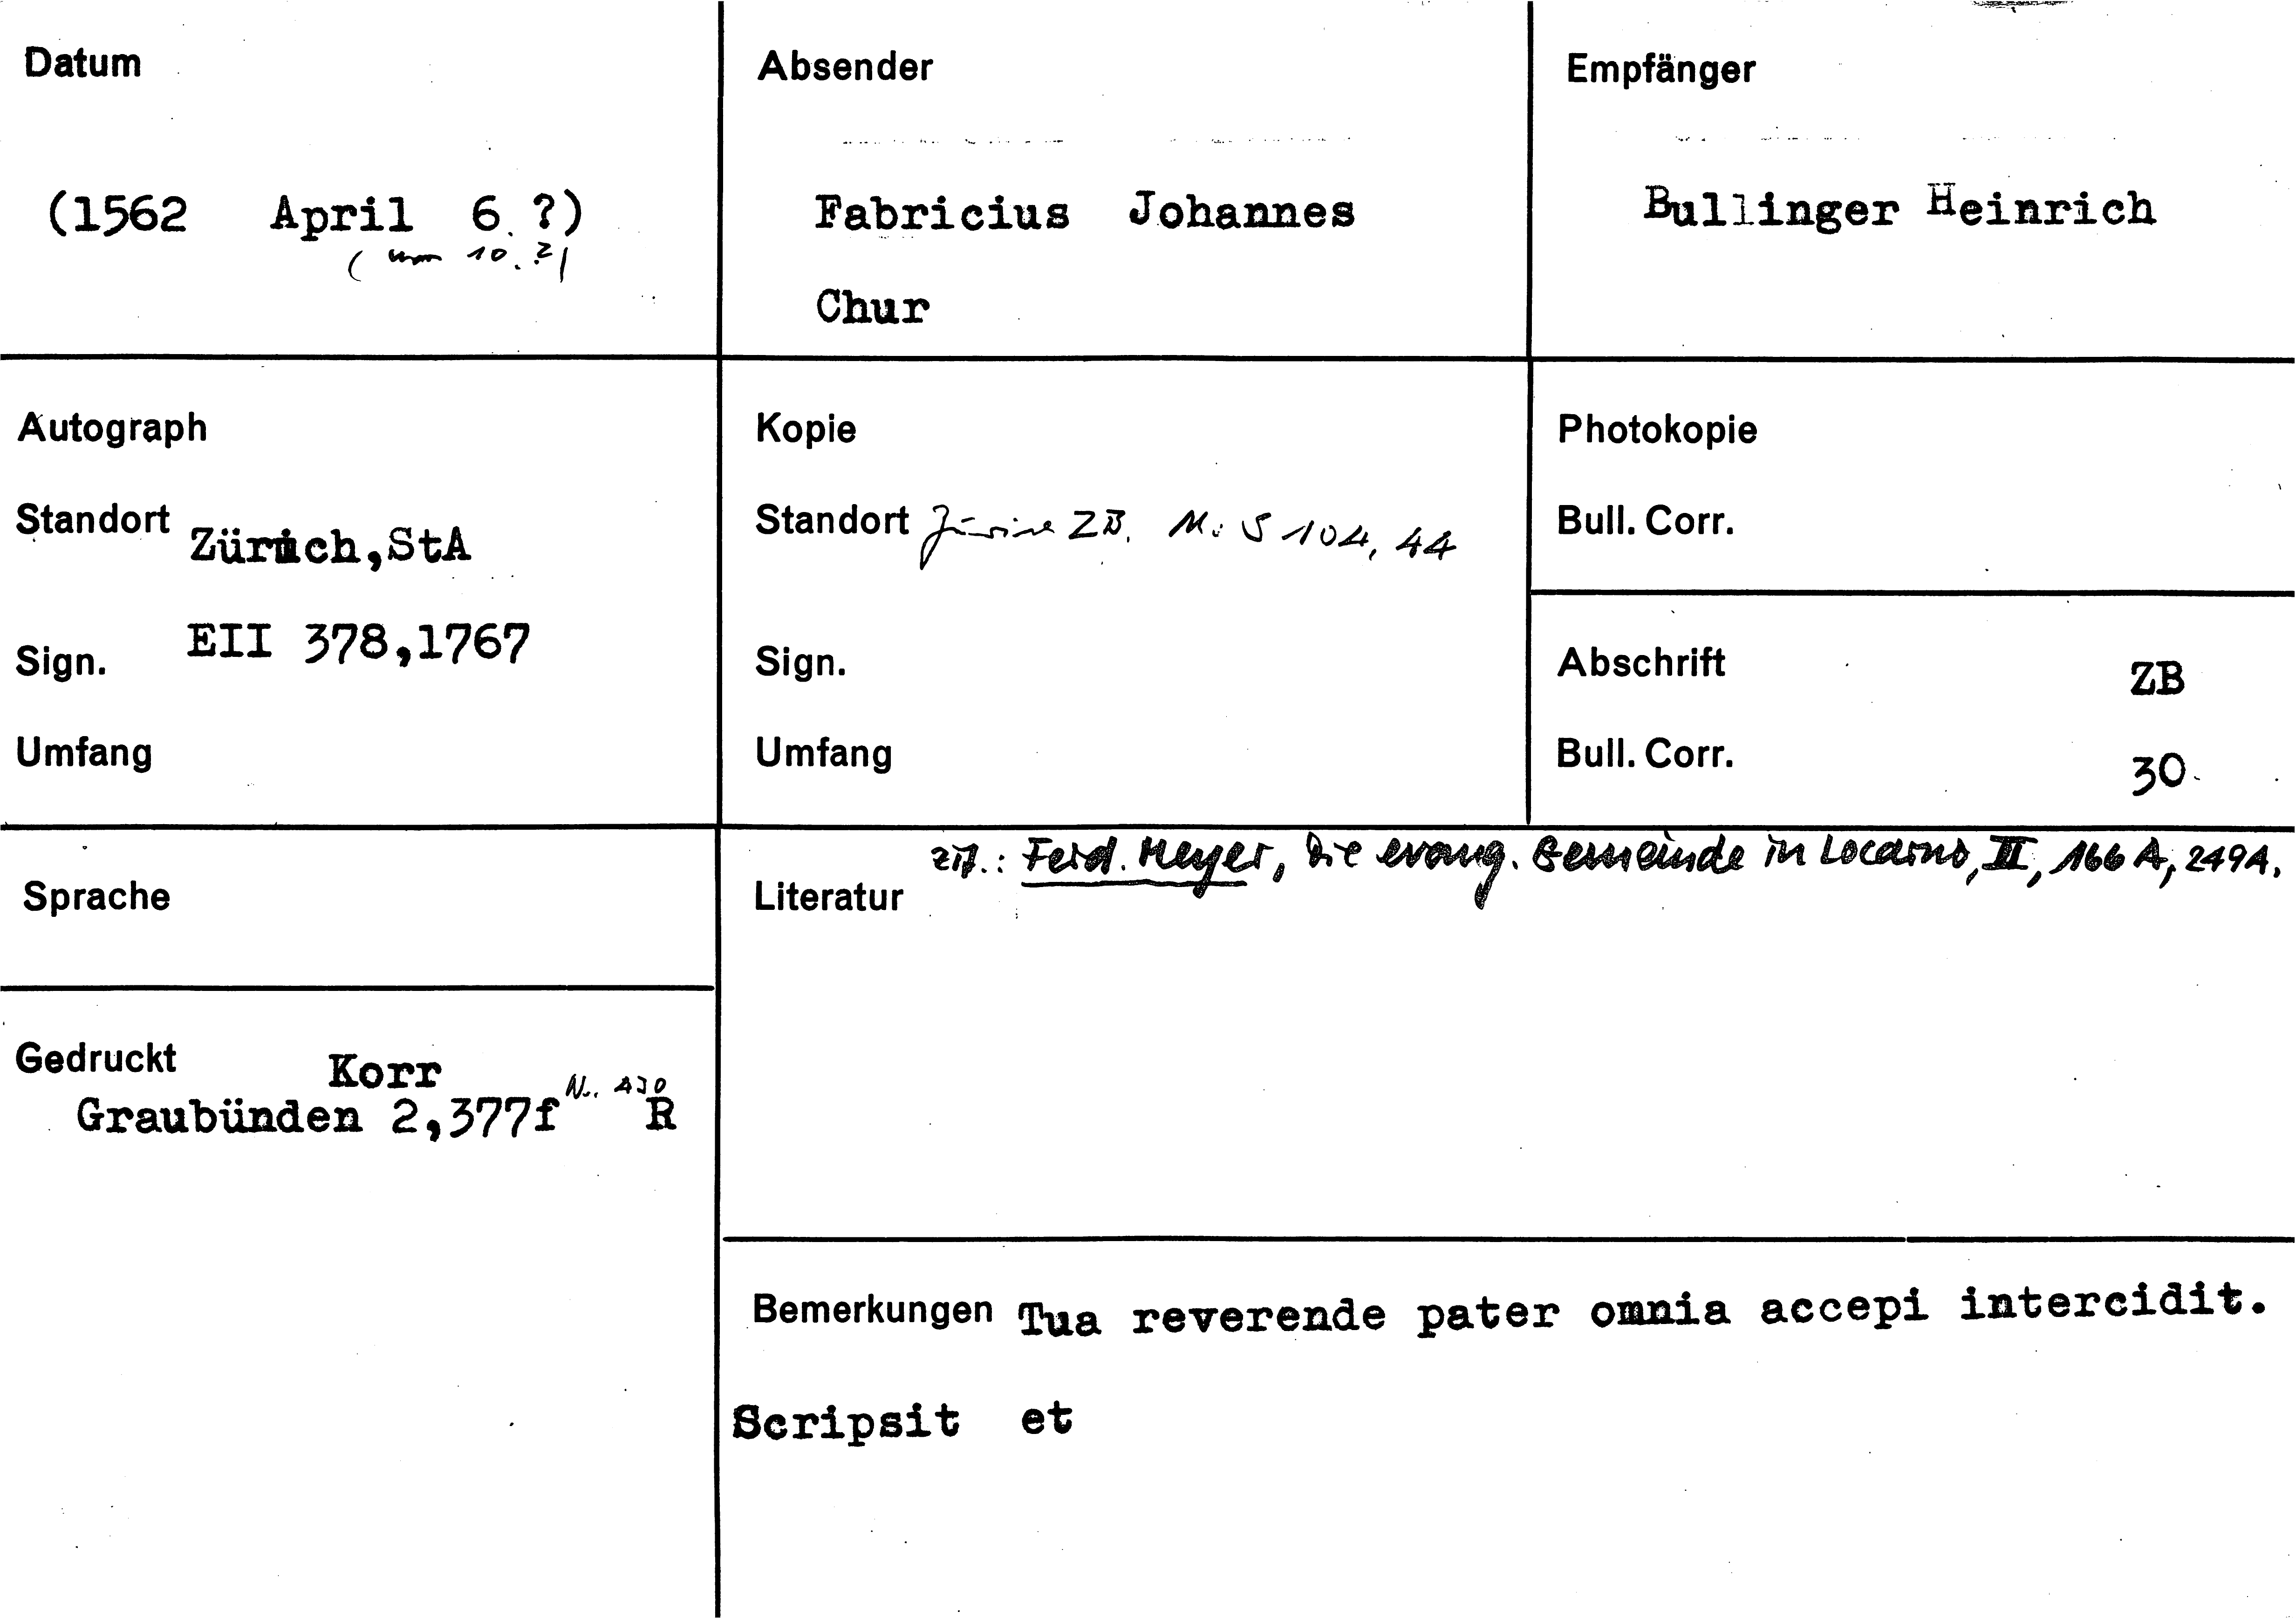 Datum
(1562 April 6.?)
(um 10.?)
Absender
Fabricius Johannes
Chur
Empfänger
Bullinger Heinrich
Autograph
Standort Zürich,StA
Sign. EII 378,1767
Umfang
Kopie
Standort Zürich ZB, Ms S 104, 44
Sign.
Umfang
Photokopie
Bull. Corr.
Abschrift ZB
Bull. Corr. 30
Sprache
Gedruckt Korr
Graubünden 2,377f Nr. 430 R
Literatur zit.: Ferd. Meyer, Die evang. Gemeinde in Locarno, II, 166 A, 249A.
Bemerkungen Tua reverende pater omnia accepi intercidit.
Scripsit et